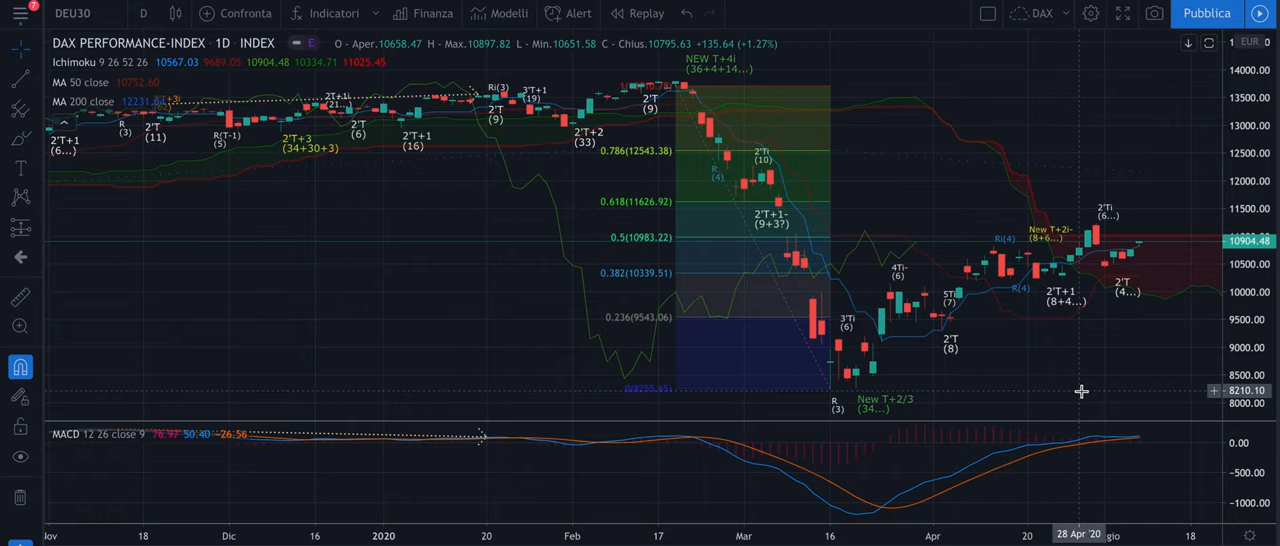 7
DEU30
D
Confronta
Indicatori
Finanza
Modelli
Alert
Replay
DAX
Pubblica
DAX PERFORMANCE-INDEX · 1D · INDEX
E
O - Aper.10658.47 H - Max.10897.82 L - Min.10651.58 C - Chius.10795.63 +135.64 (+1.27%)
Ichimoku 9 26 52 26 10567.03 9689.05 10904.48 10334.71 11025.45
MA 50 close 10752.60
MA 200 close
EUR
NEW T+4i
(36+4+14...)
2T+1i
(21...)
Ri(3)
3'T+1
(19)
2'T
(9)
2'T
(9)
2'T+1
(6...)
R
(3)
2'T
(11)
R(T-1)
(5)
2'T+3
(34+30+3)
2'T
(6)
2'T+1
(16)
2'T+2
(33)
0.786(12543.38)
0.618(11626.92)
0.5(10983.22)
0.382(10339.51)
0.236(9543.06)
0(8255.65)
R
(4)
2'Ti
(10)
2'T+1-
(9+3?)
3'Ti
(6)
R
(3)
New T+2/3
(34...)
4Ti-
(6)
5Ti
(7)
2'T
(8)
Ri(4)
R(4)
New T+2i-
(8+6...)
2'T+1
(8+4...)
2'Ti
(6...)
2'T
(4...)
14000.00
13500.00
13000.00
12500.00
12000.00
11500.00
10904.48
10500.00
10000.00
9500.00
9000.00
8500.00
8210.10
8000.00
MACD 12 26 close 9 76.97 50.40 -26.56
0.00
-500.00
-1000.00
18
Dic
16
2020
20
Feb
17
Mar
16
Apr
20
28 Apr '20
gio
18